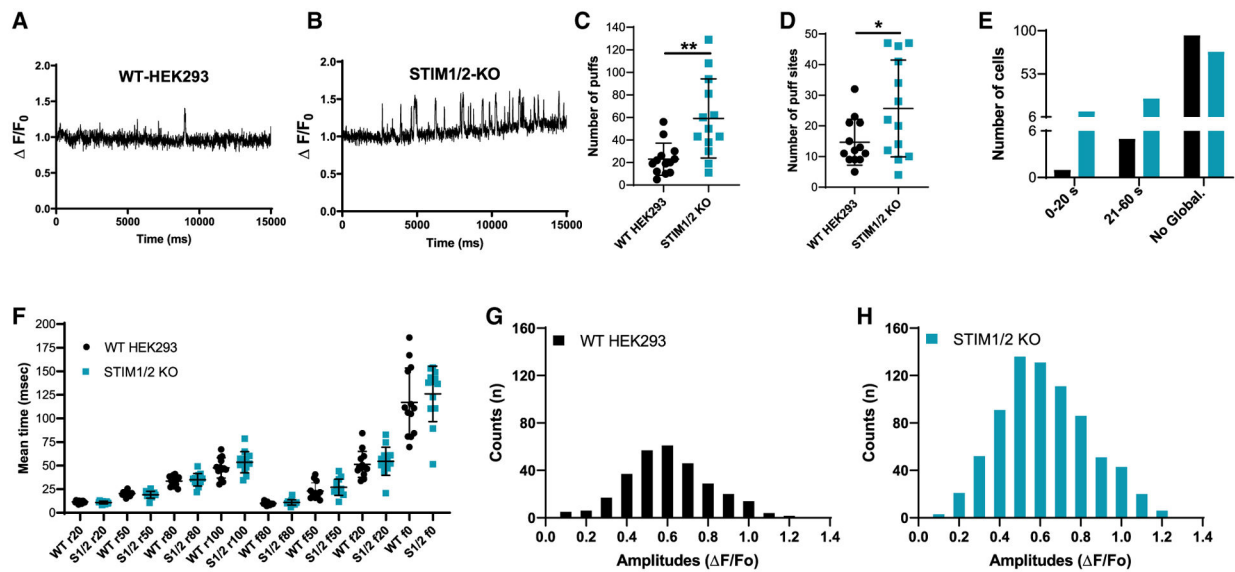 A
WT-HEK293
Δ F/F0
2.0
1.5
1.0
0.5
0.0
0 5000 10000 15000
Time (ms)
B
STIM1/2-KO
Δ F/F0
2.0
1.5
1.0
0.5
0.0
0 5000 10000 15000
Time (ms)
C
Number of puffs
140
120
100
80
60
40
20
0
**
WT HEK293
STIM1/2 KO
D
Number of puff sites
50
40
30
20
10
0
*
WT HEK293
STIM1/2 KO
E
Number of cells
100
53
6
6
0
0-20 s
21-60 s
No Global.
F
Mean time (msec)
200
175
150
125
100
75
50
25
0
WT HEK293
STIM1/2 KO
WT r20
S1/2 r20
WT r50
S1/2 r50
WT r80
S1/2 r80
WT r100
S1/2 r100
WT f80
S1/2 f80
WT f50
S1/2 f50
WT f20
S1/2 f20
WT f0
S1/2 f0
G
WT HEK293
Counts (n)
160
120
80
40
0
0.0 0.2 0.4 0.6 0.8 1.0 1.2 1.4
Amplitudes (ΔF/Fo)
H
STIM1/2 KO
Counts (n)
160
120
80
40
0
0.0 0.2 0.4 0.6 0.8 1.0 1.2 1.4
Amplitudes (ΔF/Fo)